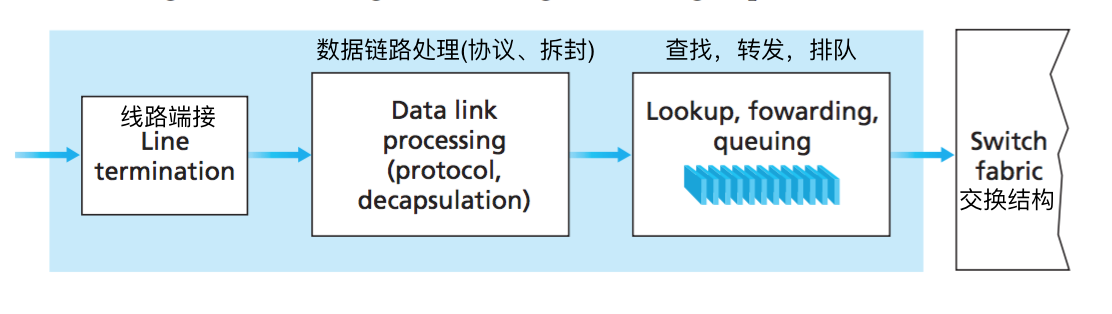 线路端接
Line
termination
数据链路处理(协议、拆封)
Data link
processing
(protocol,
decapsulation)
查找，转发，排队
Lookup, fowarding,
queuing
Switch
fabric
交换结构